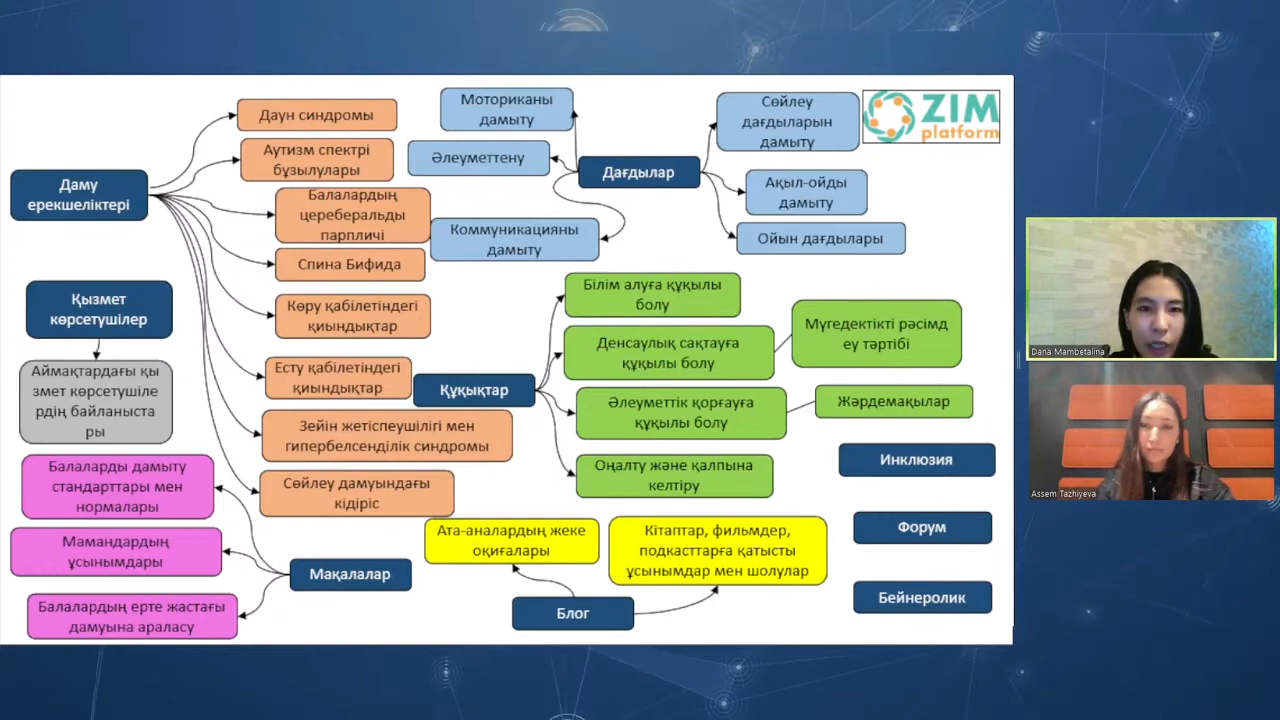 Даму
ерекшеліктері
Даун синдромы
Аутизм спектрі
бұзылулары
Балалардың
церебералъды
парпличі
Спина Бифида
Көру қабілетіндегі
қиындықтар
Есту қабілетіндегі
қиындықтар
Зейін жетіспеушілігі мен
гипербелсенділік синдромы
Сөйлеу дамуындағы
кідіріс
Моториканы
дамыту
Әлеуметтену
Коммуникацияны
дамыту
Дағдылар
Сөйлеу
дағдыларын
дамыту
Ақыл-ойды
дамыту
Ойын дағдылары
ZIM
platform
Қызмет
көрсетушілер
Аймақтардағы қы
змет көрсетушіле
рдің байланыста
ры
Құқықтар
Білім алуға құқылы
болу
Денсаулық сақтауға
құқылы болу
Мүгедектікті рәсімд
еу тәртібі
Әлеуметтік қорғауға
құқылы болу
Жәрдемақылар
Оңалту және қалпына
келтіру
Балаларды дамыту
стандарттары мен
нормалары
Мамандардың
ұсынымдары
Балалардың ерте жастағы
дамуына араласу
Мақалалар
Ата-аналардың жеке
оқиғалары
Кітаптар, фильмдер,
подкасттарға қатысты
ұсынымдар мен шолулар
Блог
Инклюзия
Форум
Бейнеролик
Dana Mambetalina
Assem Tazhiyeva